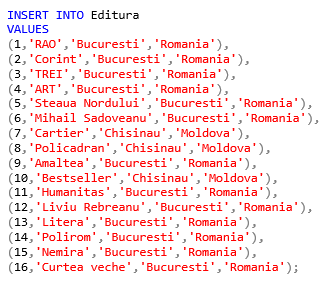 INSERT INTO Editura
VALUES
(1,'RAO','Bucuresti','Romania'),
(2,'Corint','Bucuresti','Romania'),
(3,'TREI','Bucuresti','Romania'),
(4,'ART','Bucuresti','Romania'),
(5,'Steaua Nordului','Bucuresti','Romania'),
(6,'Mihail Sadoveanu','Bucuresti','Romania'),
(7,'Cartier','Chisinau','Moldova'),
(8,'Policadran','Chisinau','Moldova'),
(9,'Amaltea','Bucuresti','Romania'),
(10,'Bestseller','Chisinau','Moldova'),
(11,'Humanitas','Bucuresti','Romania'),
(12,'Liviu Rebreanu','Bucuresti','Romania'),
(13,'Litera','Bucuresti','Romania'),
(14,'Polirom','Bucuresti','Romania'),
(15,'Nemira','Bucuresti','Romania'),
(16,'Curtea veche','Bucuresti','Romania');